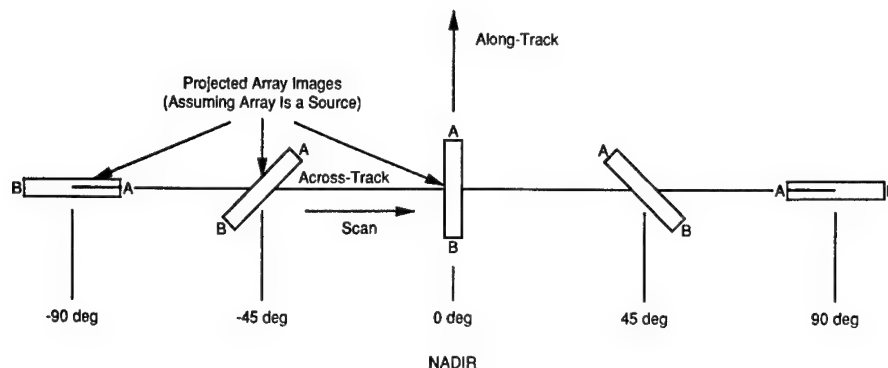 Along-Track
Projected Array Images
(Assuming Array Is a Source)
A
A
A
B
A
Across-Track
A
B
B
Scan
B
B
-90 deg
-45 deg
0 deg
45 deg
90 deg
NADIR